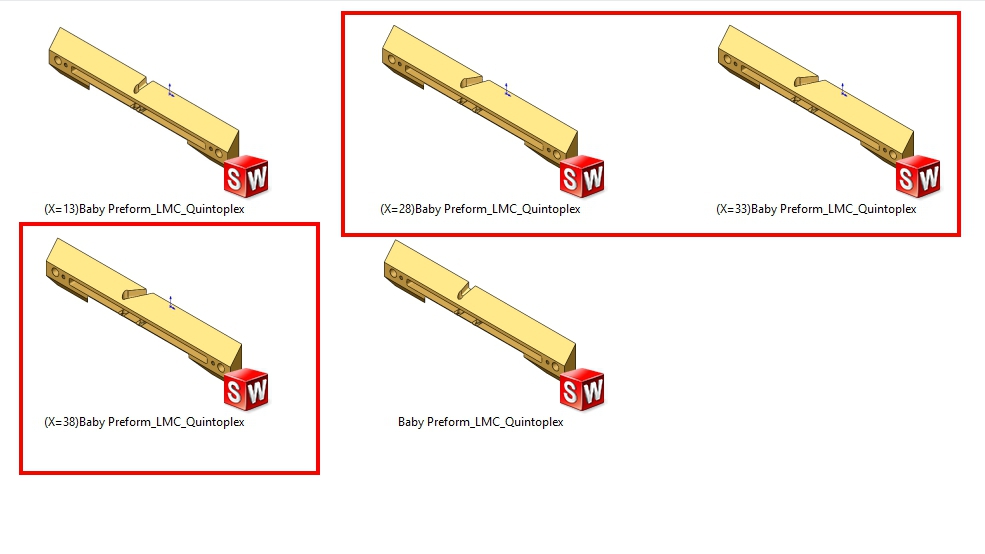 SW
SW
SW
(X=13)Baby Preform_LMC_Quintoplex
(X=28)Baby Preform_LMC_Quintoplex
(X=33)Baby Preform_LMC_Quintoplex
SW
SW
(X=38)Baby Preform_LMC_Quintoplex
Baby Preform_LMC_Quintoplex